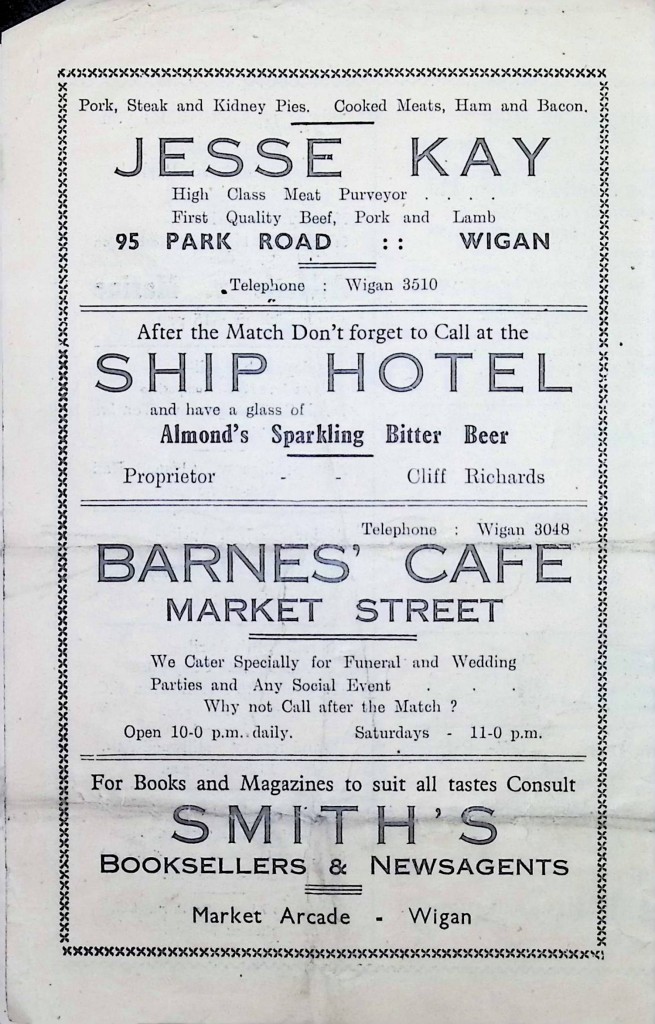 Pork, Steak and Kidney Pies. Cooked Meats, Ham and Bacon.
JESSE KAY
High Class Meat Purveyor . . . .
First Quality Beef, Pork and Lamb
95 PARK ROAD :: WIGAN
Telephone : Wigan 3510
After the Match Don't forget to Call at the
SHIP HOTEL
and have a glass of
Almond's Sparkling Bitter Beer
Proprietor - - Cliff Richards
Telephone : Wigan 3048
BARNES' CAFE
MARKET STREET
We Cater Specially for Funeral and Wedding
Parties and Any Social Event . . .
Why not Call after the Match ?
Open 10-0 p.m. daily. Saturdays - 11-0 p.m.
For Books and Magazines to suit all tastes Consult
SMITH'S
BOOKSELLERS & NEWSAGENTS
Market Arcade - Wigan